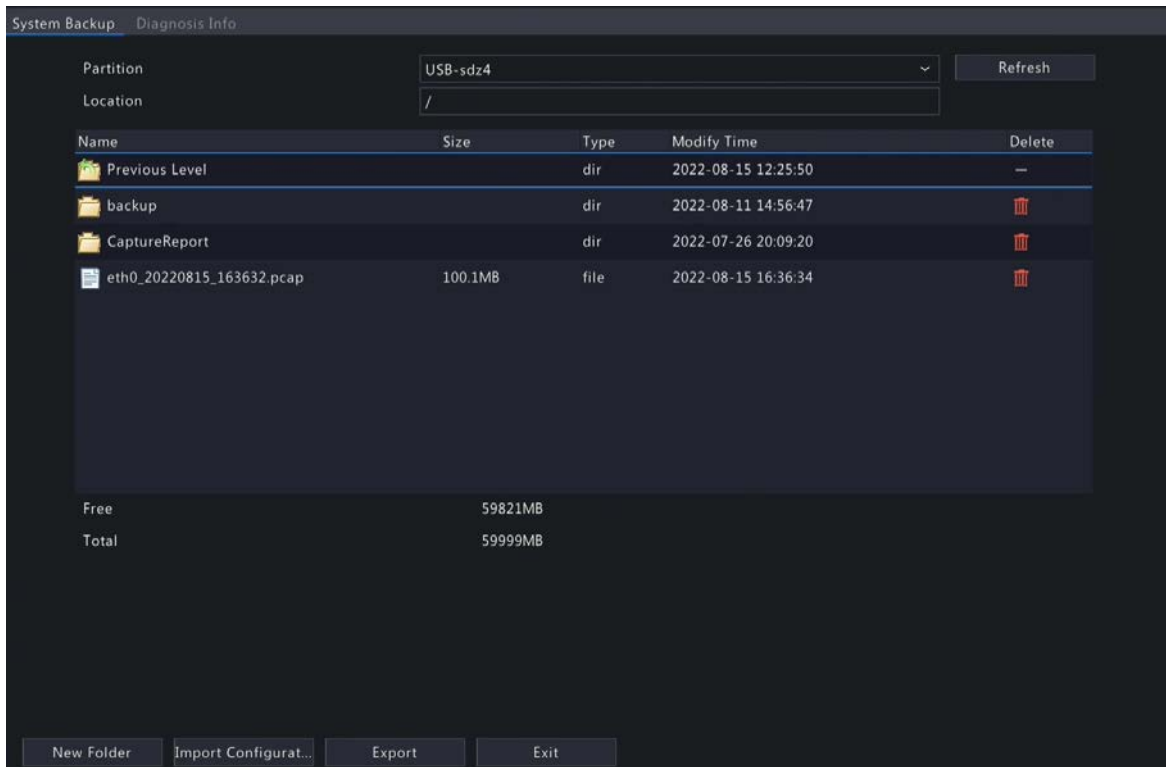 System Backup Diagnosis Info
Partition USB-sdz4 Refresh
Location /
Name Size Type Modify Time Delete
Previous Level dir 2022-08-15 12:25:50 —
backup dir 2022-08-11 14:56:47
CaptureReport dir 2022-07-26 20:09:20
eth0_20220815_163632.pcap 100.1MB file 2022-08-15 16:36:34
Free 59821MB
Total 59999MB
New Folder Import Configurat... Export Exit